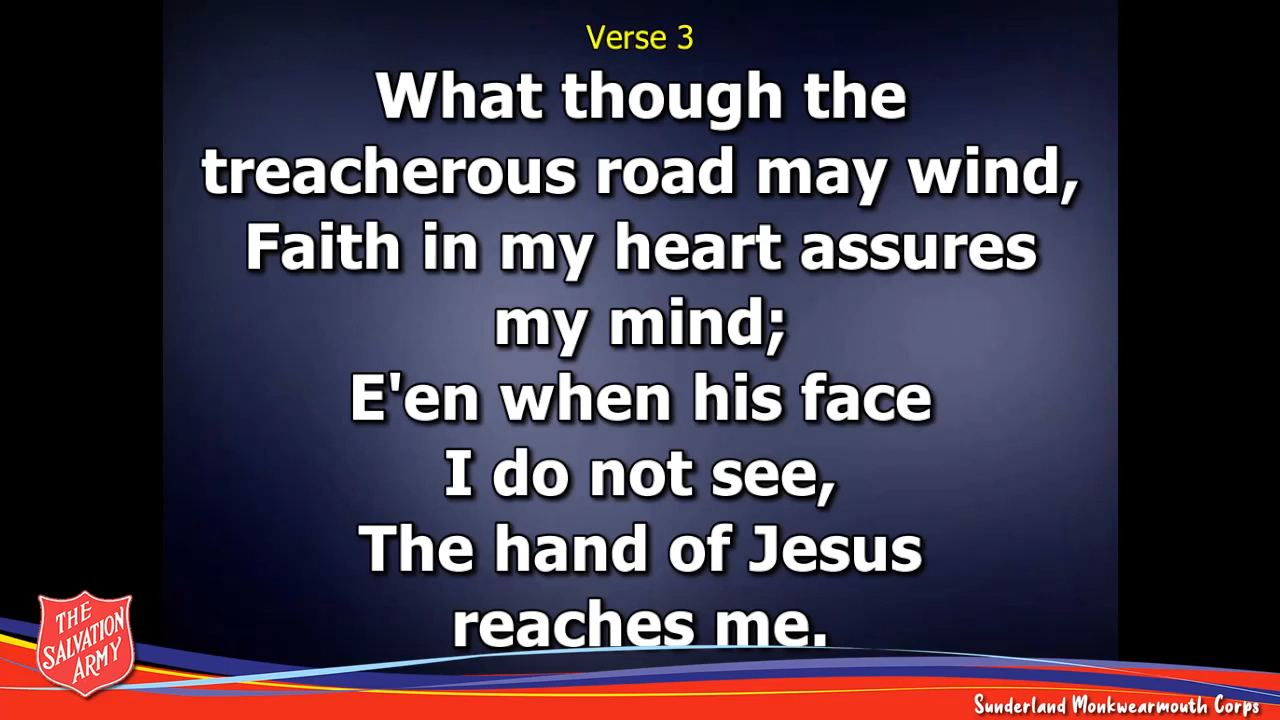 Verse 3
What though the
treacherous road may wind,
Faith in my heart assures
my mind;
E'en when his face
I do not see,
The hand of Jesus
reaches me.
THE
SALVATION
ARMY
Sunderland Monkwearmouth Corps